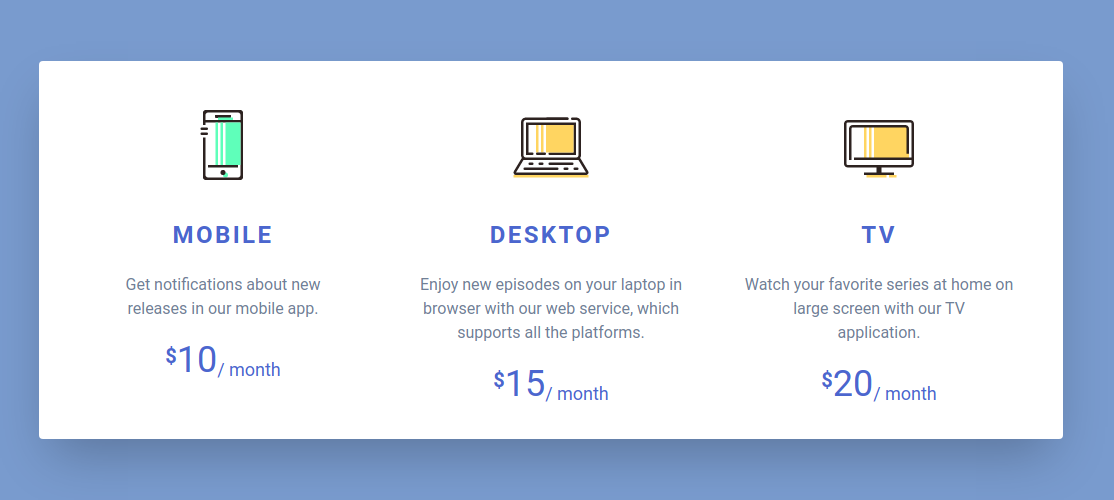 MOBILE
Get notifications about new
releases in our mobile app.
$10/ month
DESKTOP
Enjoy new episodes on your laptop in
browser with our web service, which
supports all the platforms.
$15/ month
TV
Watch your favorite series at home on
large screen with our TV
application.
$20/ month